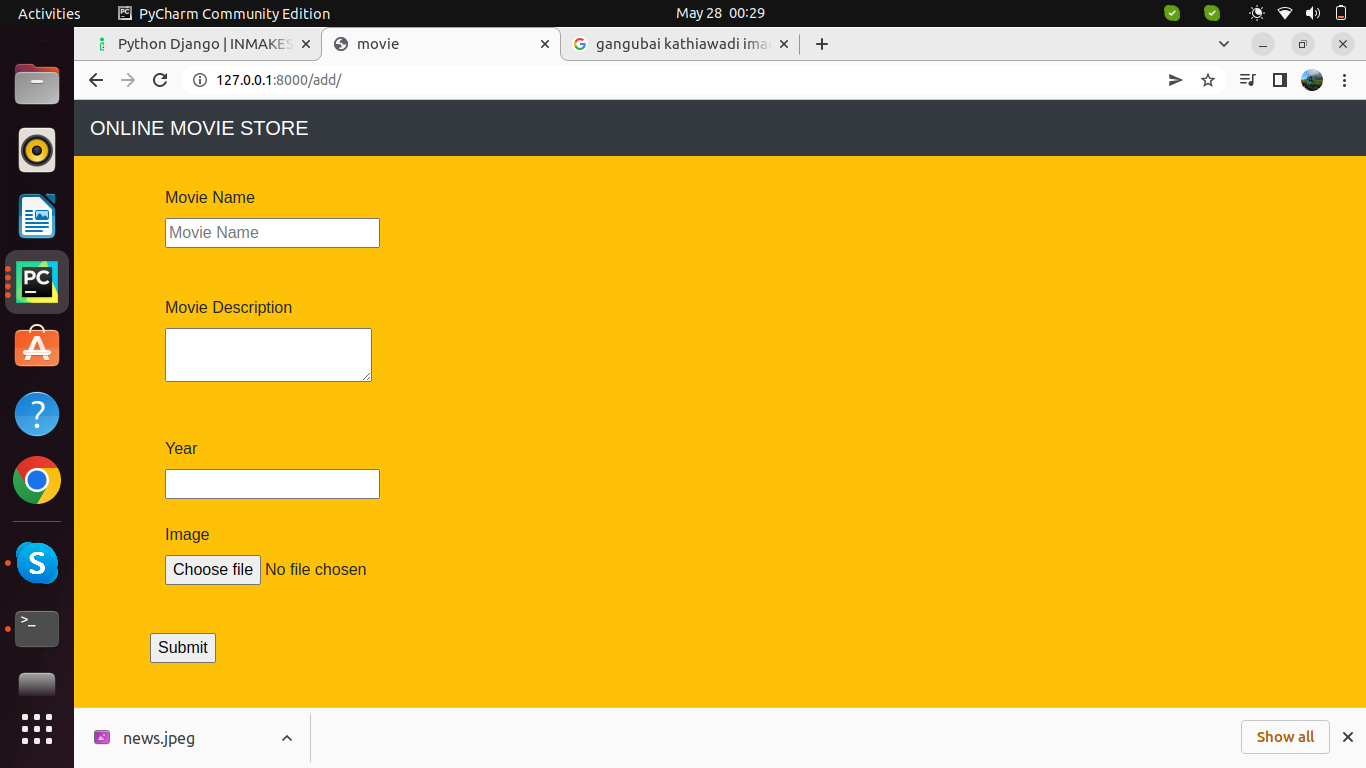 Activities PyCharm Community Edition May 28 00:29
Python Django | INMAKES movie gangubai kathiawadi ima
127.0.0.1:8000/add/
ONLINE MOVIE STORE
Movie Name
Movie Name
PC
Movie Description
?
Year
Image
Choose file No file chosen
S
>_
Submit
news.jpeg Show all